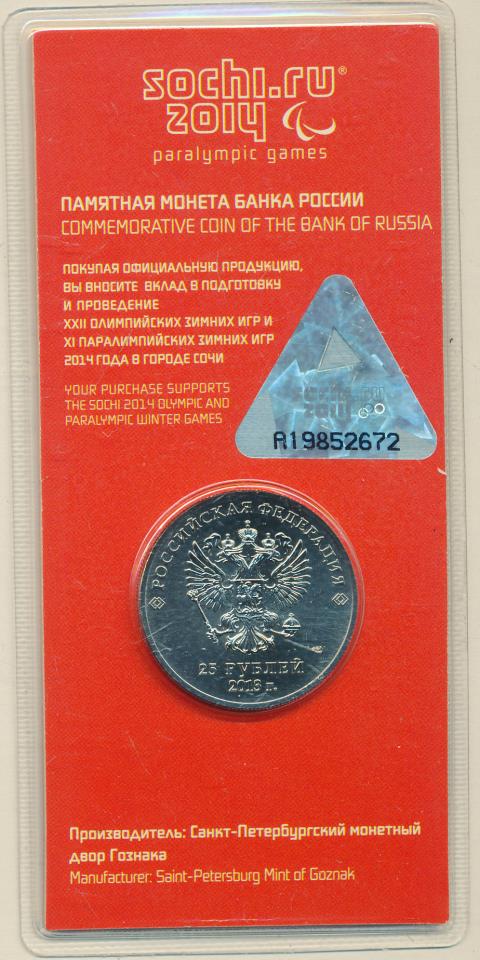 sochi.ru®
2014
paralympic games
ПАМЯТНАЯ МОНЕТА БАНКА РОССИИ
COMMEMORATIVE COIN OF THE BANK OF RUSSIA
ПОКУПАЯ ОФИЦИАЛЬНУЮ ПРОДУКЦИЮ,
ВЫ ВНОСИТЕ ВКЛАД В ПОДГОТОВКУ
И ПРОВЕДЕНИЕ
XXII ОЛИМПИЙСКИХ ЗИМНИХ ИГР И
XI ПАРАЛИМПИЙСКИХ ЗИМНИХ ИГР
2014 ГОДА В ГОРОДЕ СОЧИ
YOUR PURCHASE SUPPORTS
THE SOCHI 2014 OLYMPIC AND
PARALYMPIC WINTER GAMES
sochi.ru
2014
A19852672
РОССИЙСКАЯ ФЕДЕРАЦИЯ
25 РУБЛЕЙ
2013 г.
Производитель: Санкт-Петербургский монетный
двор Гознака
Manufacturer: Saint-Petersburg Mint of Goznak